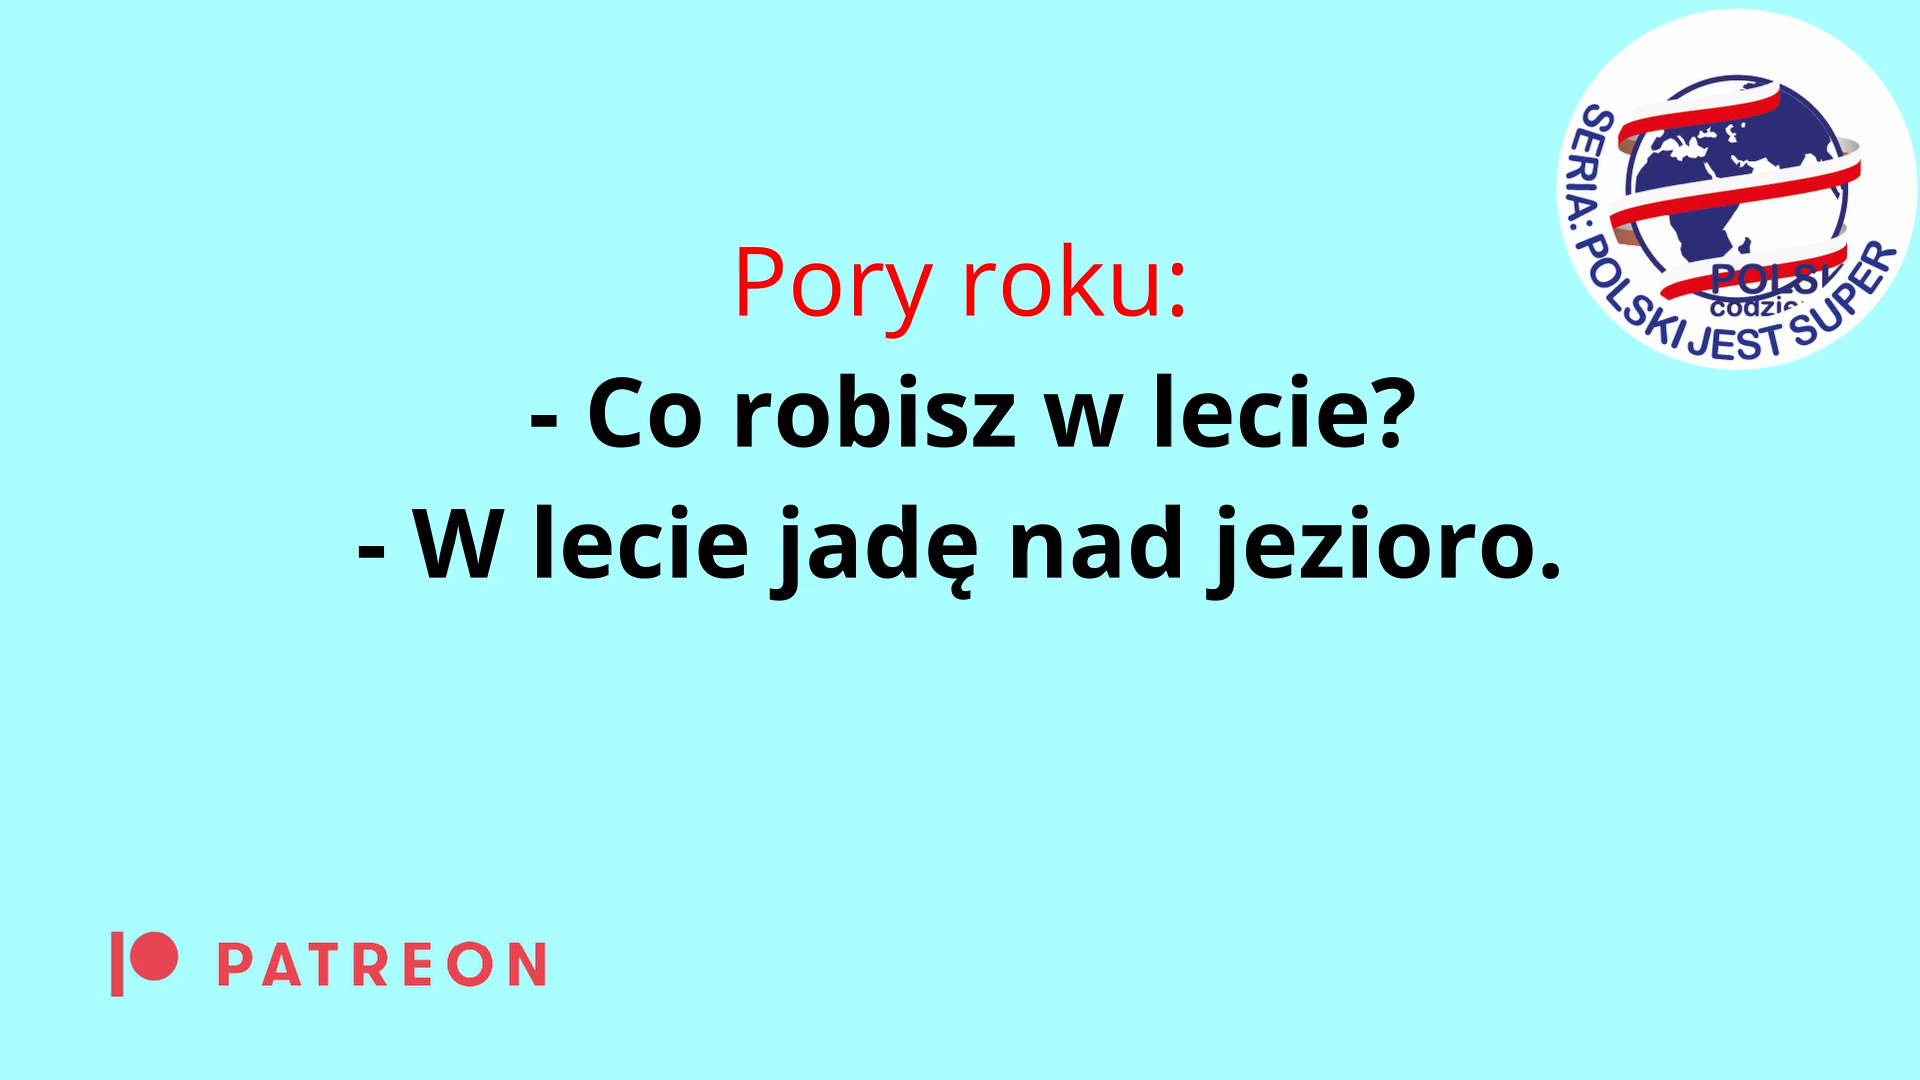 SERIA: POLSKI JEST SUPER
Pory roku:
- Co robisz w lecie?
- W lecie jadę nad jezioro.
PATREON